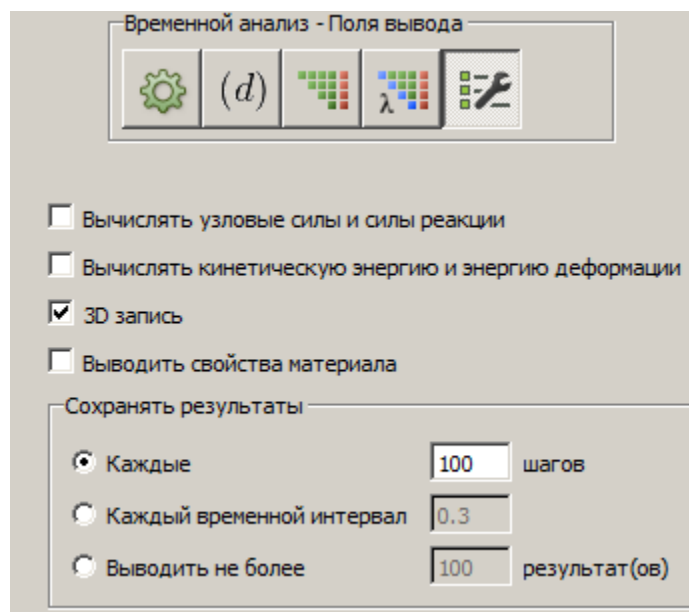 Временной анализ - Поля вывода
(d)
λ
Вычислять узловые силы и силы реакции
Вычислять кинетическую энергию и энергию деформации
3D запись
Выводить свойства материала
Сохранять результаты
Каждые 100 шагов
Каждый временной интервал 0.3
Выводить не более 100 результат(ов)